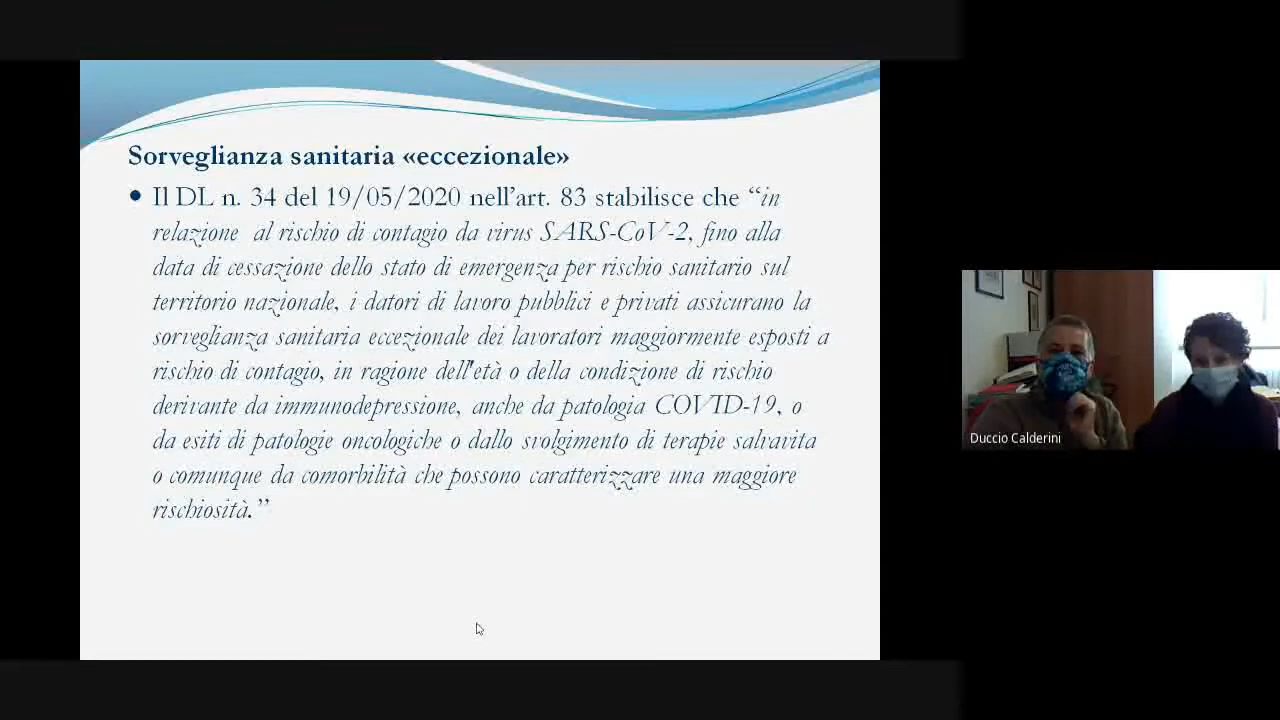 Sorveglianza sanitaria «eccezionale»
• Il DL n. 34 del 19/05/2020 nell’art. 83 stabilisce che “in
relazione al rischio di contagio da virus SARS-CoV-2, fino alla
data di cessazione dello stato di emergenza per rischio sanitario sul
territorio nazionale, i datori di lavoro pubblici e privati assicurano la
sorveglianza sanitaria eccezionale dei lavoratori maggiormente esposti a
rischio di contagio, in ragione dell'età o della condizione di rischio
derivante da immunodepressione, anche da patologia COVID-19, o
da esiti di patologie oncologiche o dallo svolgimento di terapie salvavita
o comunque da comorbilità che possono caratterizzare una maggiore
rischiosità.”
Duccio Calderini